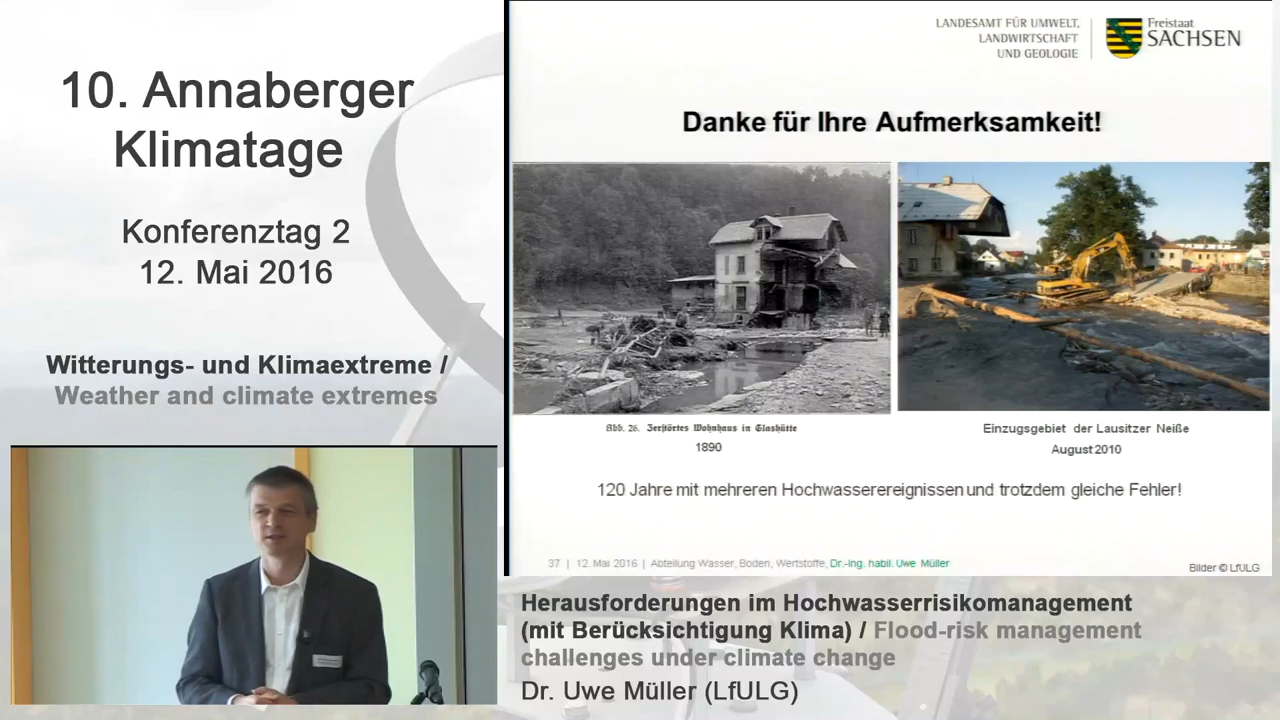 10. Annaberger
Klimatage
Konferenztag 2
12. Mai 2016
Witterungs- und Klimaextreme /
Weather and climate extremes
LANDESAMT FÜR UMWELT,
LANDWIRTSCHAFT
UND GEOLOGIE
Freistaat
SACHSEN
Danke für Ihre Aufmerksamkeit!
Abb. 26. Zerstörtes Wohnhaus in Glashütte
1890
Einzugsgebiet der Lausitzer Neiße
August 2010
120 Jahre mit mehreren Hochwasserereignissen und trotzdem gleiche Fehler!
37 | 12. Mai 2016 | Abteilung Wasser, Boden, Wertstoffe, Dr.-Ing. habil. Uwe Müller
Bilder © LfULG
Herausforderungen im Hochwasserrisikomanagement
(mit Berücksichtigung Klima) / Flood-risk management
challenges under climate change
Dr. Uwe Müller (LfULG)